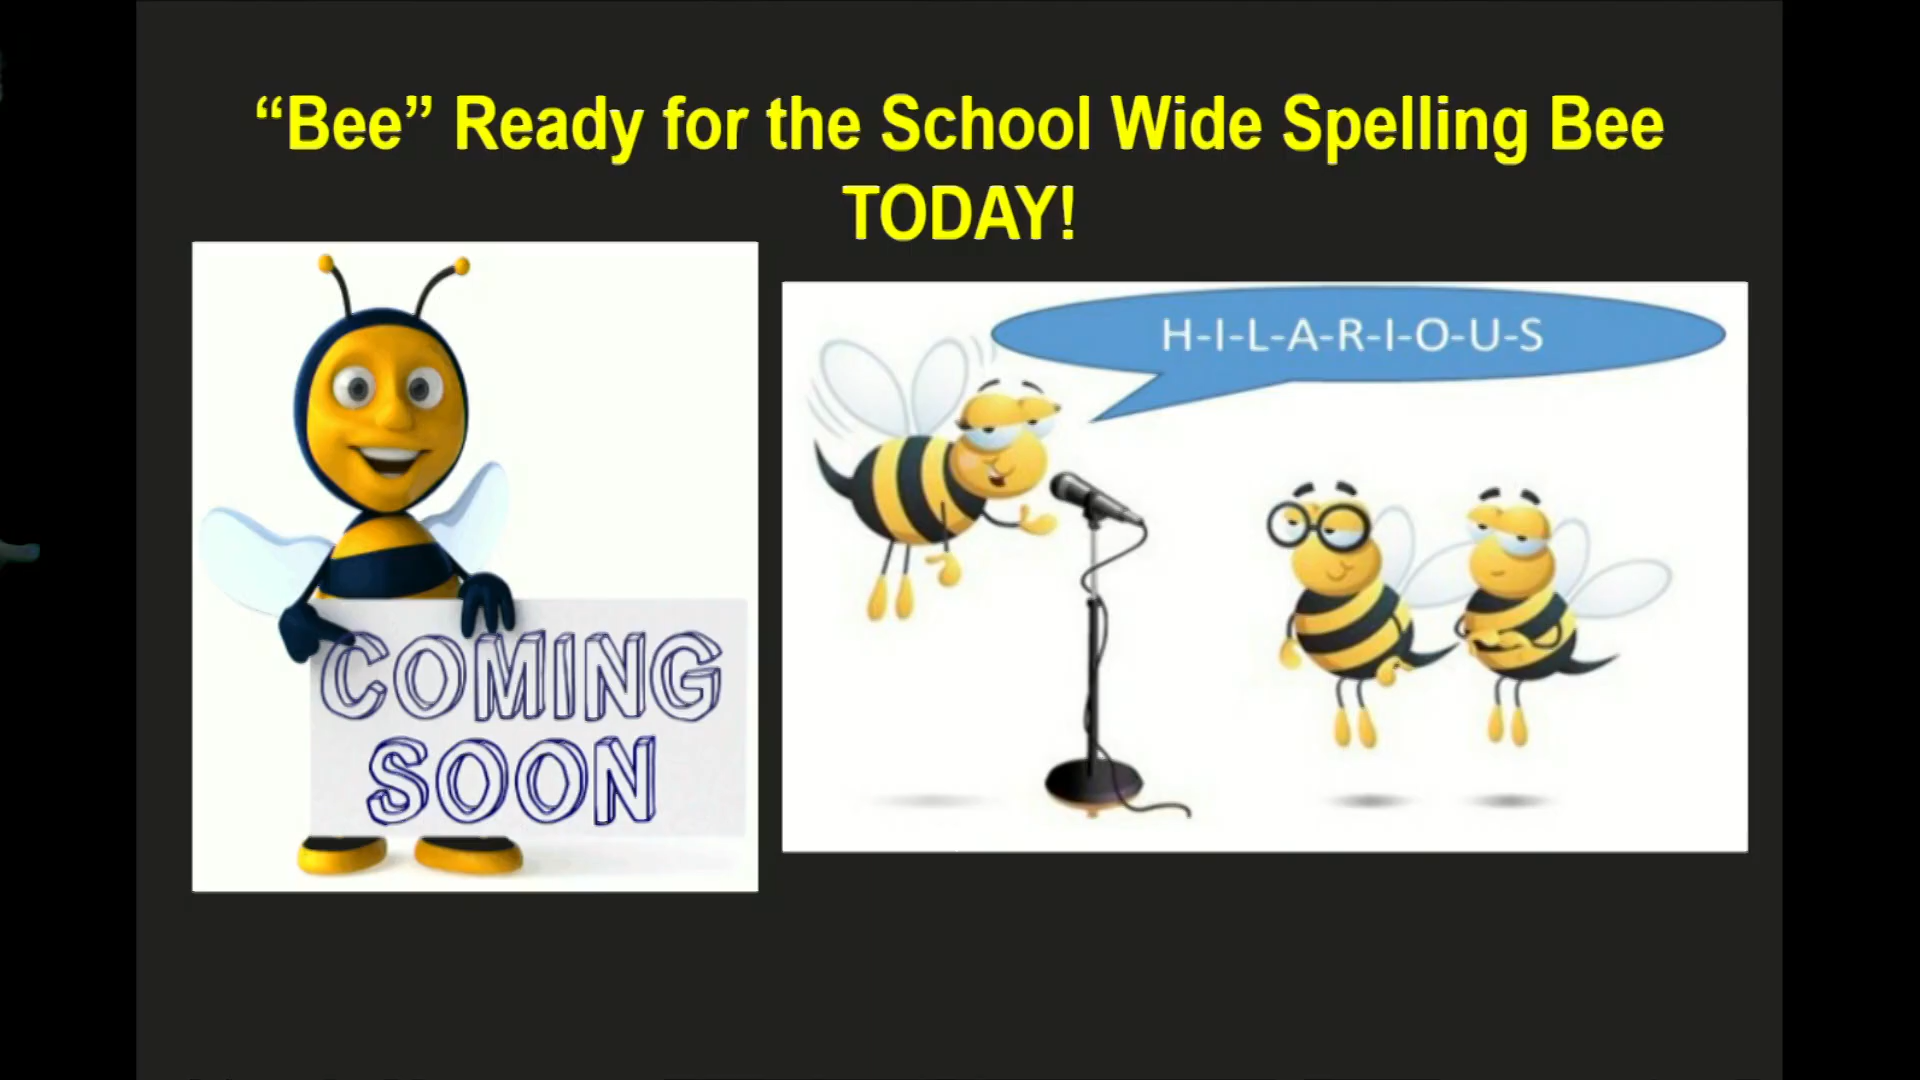 “Bee” Ready for the School Wide Spelling Bee
TODAY!
H-I-L-A-R-I-O-U-S
COMING
SOON